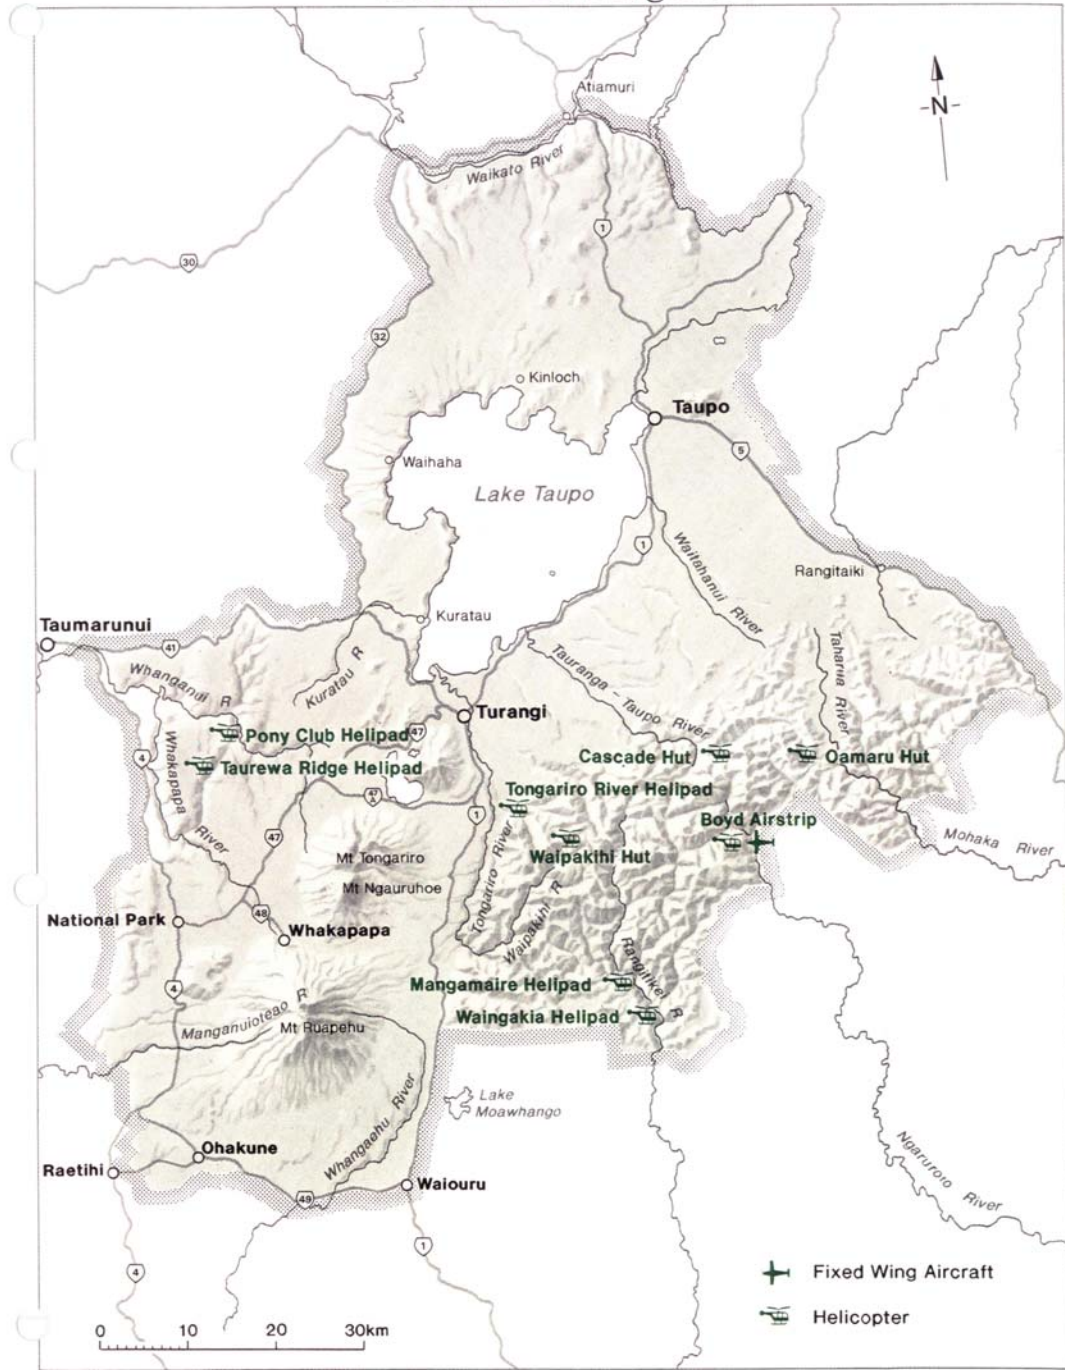 Atiamuri
-N-
Waikato River
1
30
32
Kinloch
Taupo
5
Waihaha
Lake Taupo
1
Waitahanui River
Rangitaiki
Kuratau
Taumarunui
41
Whanganui R
Kuratau R
Tauranga - Taupo River
Taharua River
Turangi
Pony Club Helipad
47
4
Whakapapa River
Taurewa Ridge Helipad
Cascade Hut
Oamaru Hut
47A
Tongariro River Helipad
1
Boyd Airstrip
47
Mohaka River
Waipakihi Hut
Mt Tongariro
Mt Ngauruhoe
Tongariro River
Waipakihi R
National Park
48
Whakapapa
Rangitikei R
4
Mangamaire Helipad
Waingakia Helipad
Manganuioteao R
Mt Ruapehu
Whangaehu River
Lake
Moawhango
Ngaruroro River
Ohakune
Raetihi
Waiouru
49
1
4
Fixed Wing Aircraft
Helicopter
0 10 20 30km